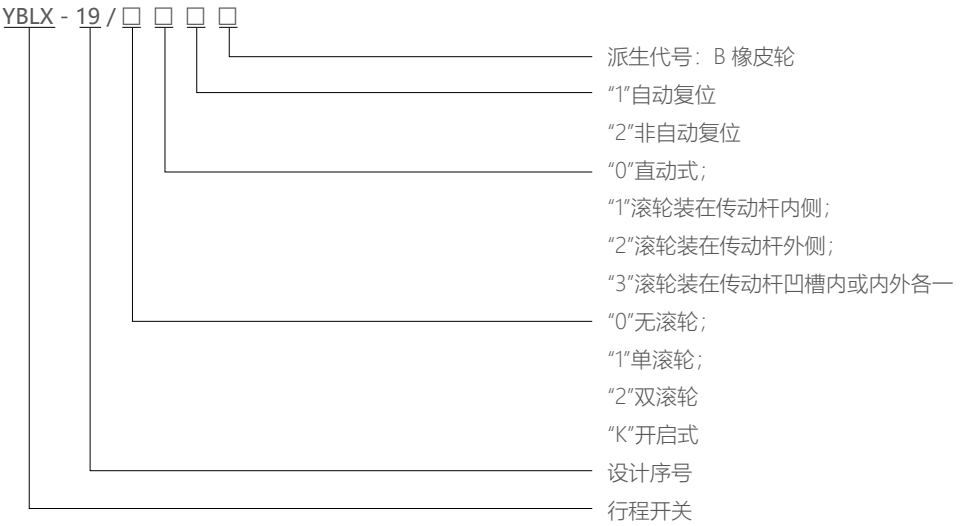 YBLX - 19 / □ □ □ □
派生代号：B 橡皮轮
“1”自动复位
“2”非自动复位
“0”直动式；
“1”滚轮装在传动杆内侧；
“2”滚轮装在传动杆外侧；
“3”滚轮装在传动杆凹槽内或内外各一
“0”无滚轮；
“1”单滚轮；
“2”双滚轮
“K”开启式
设计序号
行程开关